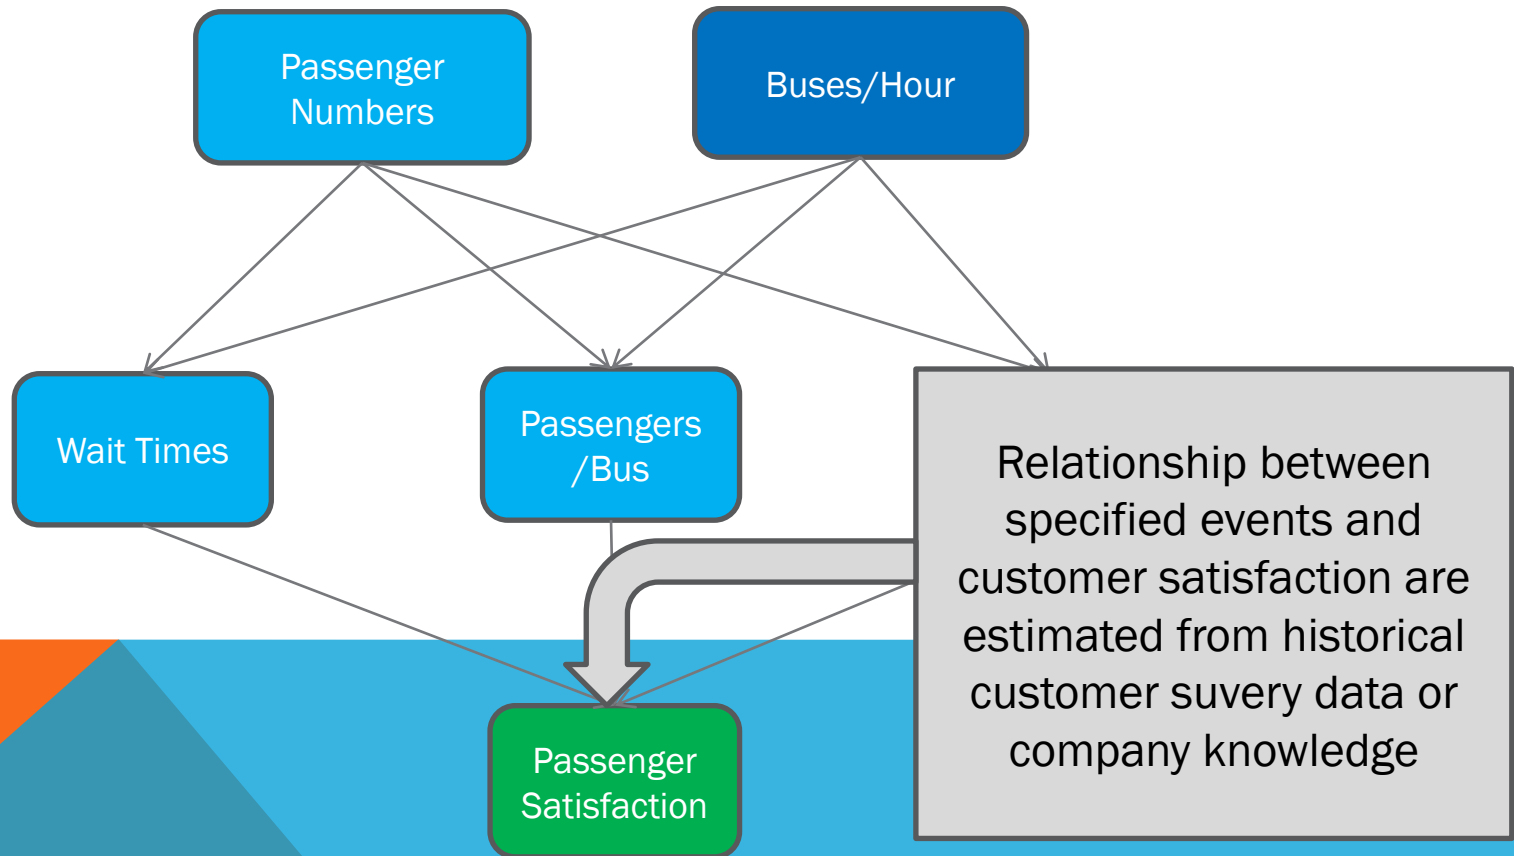 Passenger
Numbers
Buses/Hour
Wait Times
Passengers
/Bus
Relationship between
specified events and
customer satisfaction are
estimated from historical
customer suvery data or
company knowledge
Passenger
Satisfaction